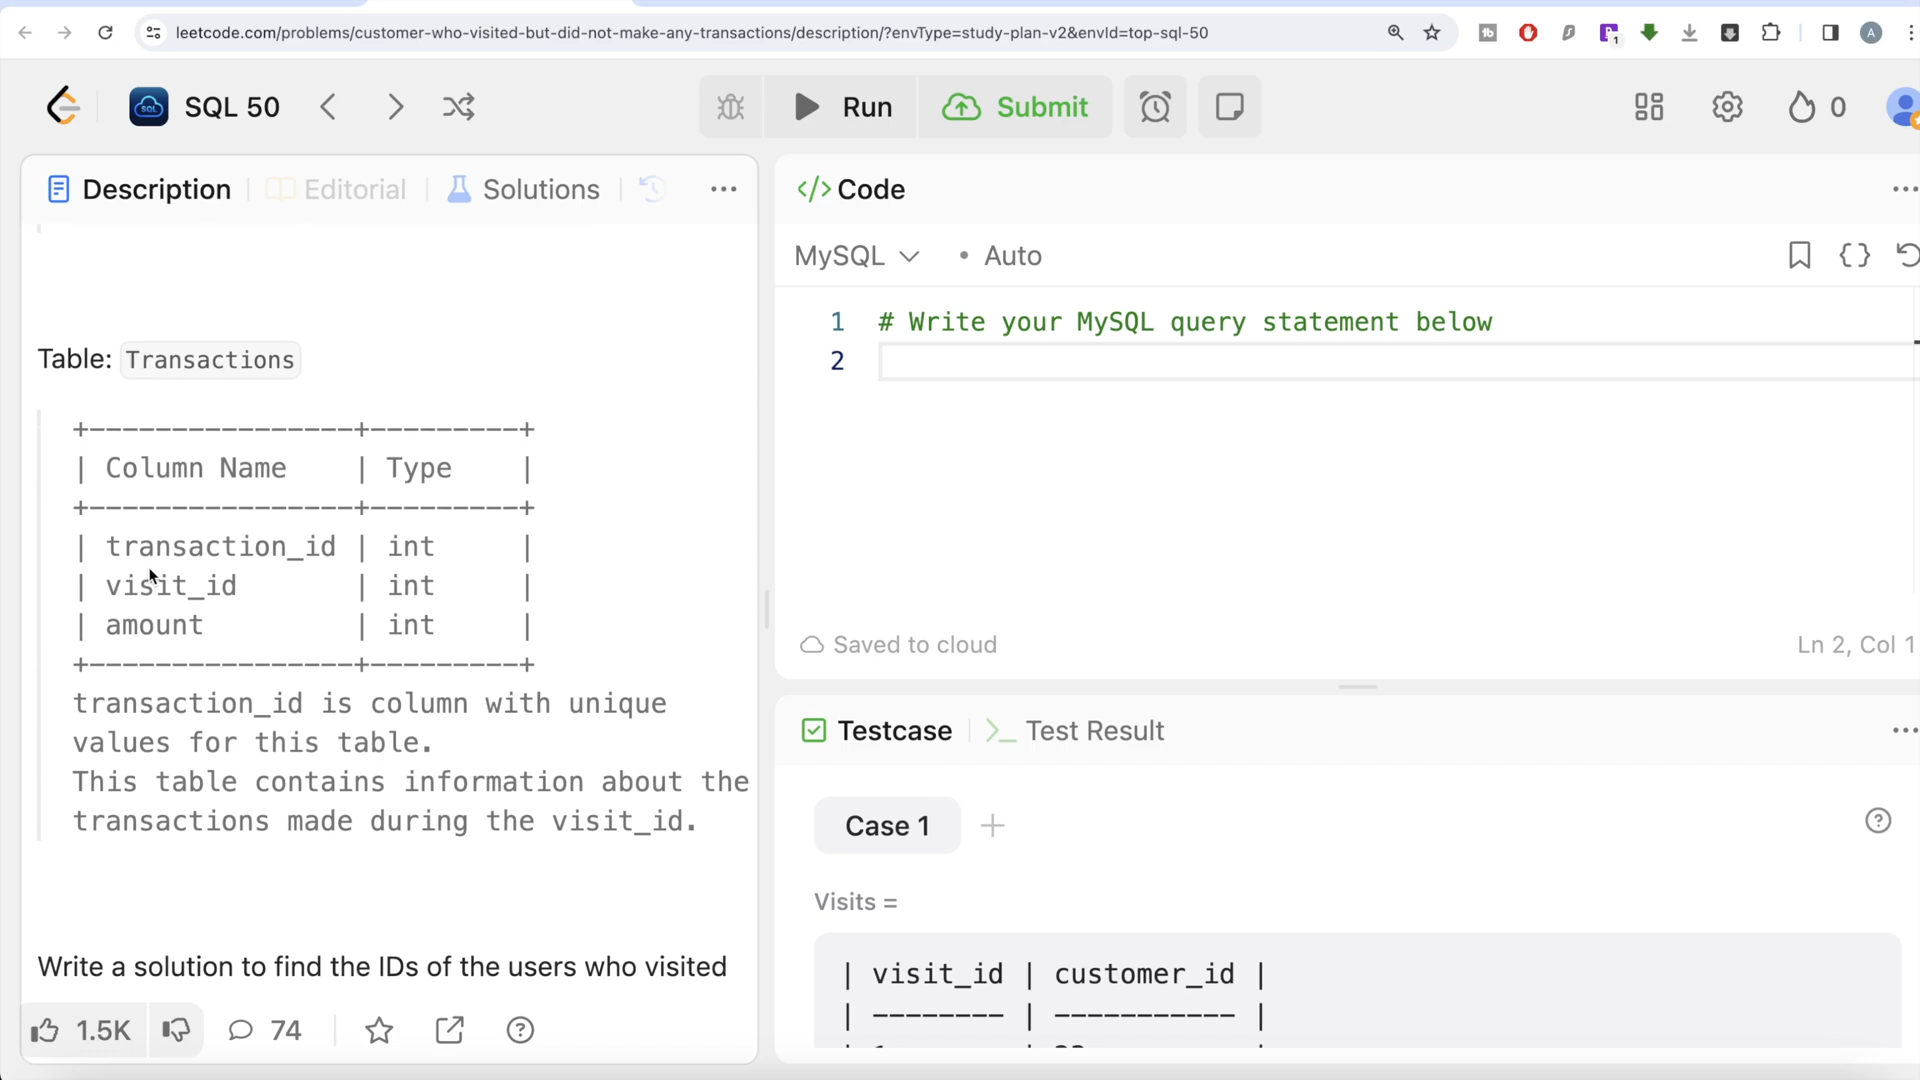 leetcode.com/problems/customer-who-visited-but-did-not-make-any-transactions/description/?envType=study-plan-v2&envId=top-sql-50
1
A
SQL
SQL 50
Run
Submit
0
Description
Editorial
Solutions
Code
MySQL
• Auto
1 # Write your MySQL query statement below
2
Table: Transactions
+----------------+---------+
| Column Name | Type |
+----------------+---------+
| transaction_id | int |
| visit_id | int |
| amount | int |
+----------------+---------+
transaction_id is column with unique
values for this table.
This table contains information about the
transactions made during the visit_id.
Write a solution to find the IDs of the users who visited
1.5K
74
Saved to cloud
Ln 2, Col 1
Testcase
Test Result
Case 1
Visits =
| visit_id | customer_id |
| -------- | ----------- |